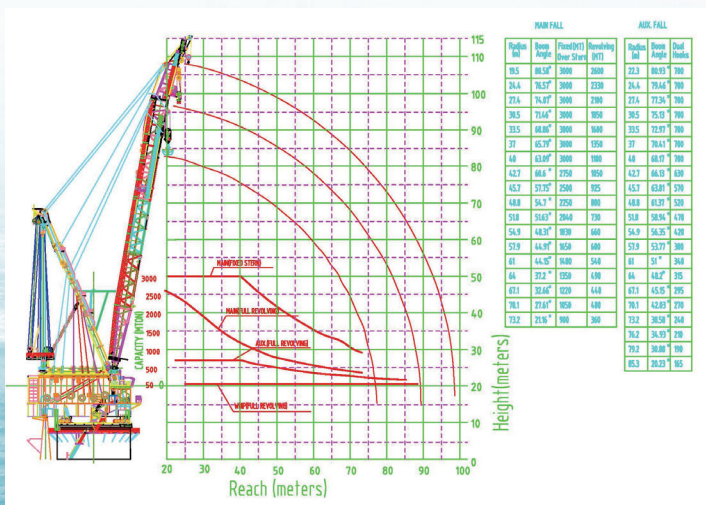 MAIN FALL
Radius (m) Boom Angle Fixed(MT) Over Stern Revolving (MT)
19.5 80.58° 3000 2600
24.4 76.57° 3000 2330
27.4 74.07° 3000 2100
30.5 71.46° 3000 1850
33.5 68.86° 3000 1600
37 65.79° 3000 1350
40 63.09° 3000 1100
42.7 60.6° 2750 1050
45.7 57.75° 2500 925
48.8 54.7° 2250 800
51.8 51.63° 2040 730
54.9 48.31° 1830 660
57.9 44.91° 1650 600
61 44.15° 1480 540
64 37.2° 1350 490
67.1 32.66° 1220 440
70.1 27.61° 1050 400
73.2 21.16° 900 360
AUX. FALL
Radius (m) Boom Angle Dual Hooks
22.3 80.93° 700
24.4 79.46° 700
27.4 77.34° 700
30.5 75.13° 700
33.5 72.97° 700
37 70.41° 700
40 68.17° 700
42.7 66.13° 630
45.7 63.81° 570
48.8 61.37° 520
51.8 58.94° 470
54.9 56.35° 420
57.9 53.77° 380
61 51° 340
64 48.2° 315
67.1 45.15° 295
70.1 42.03° 270
73.2 38.58° 240
76.2 34.93° 210
79.2 30.88° 190
85.3 20.23° 165
115
110
100
90
80
70
60
50
40
30
20
10
0
Height(meters)
3000
2500
2000
1500
1000
500
50
0
CAPACITY (MTON)
MAIN(FIXED STERN)
MAIN(FULL REVOLVING)
AUX.(FULL REVOLVING)
WHIP(FULL REVOLVING)
20 30 40 50 60 70 80 90 100
Reach (meters)